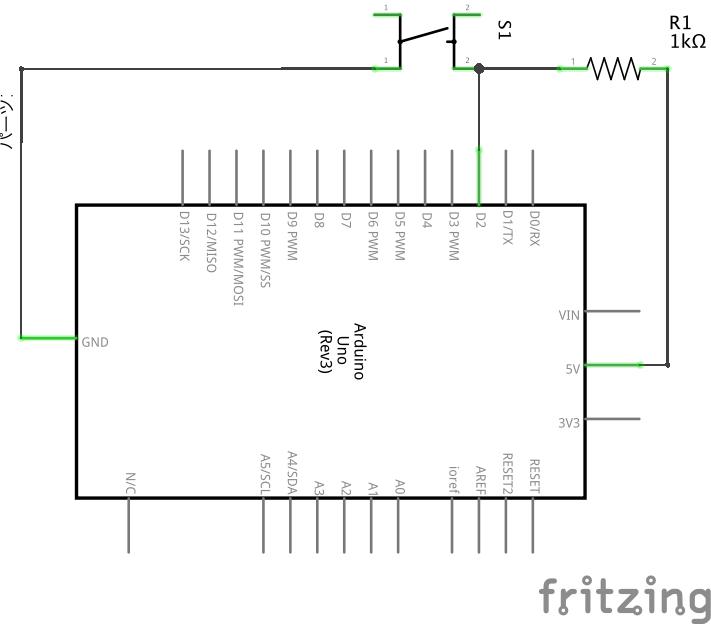 R1
1kΩ
S1
1
2
1
2
1
2
D13/SCK
D12/MISO
D11 PWM/MOSI
D10 PWM/SS
D9 PWM
D8
D7
D6 PWM
D5 PWM
D4
D3 PWM
D2
D1/TX
D0/RX
GND
Arduino
Uno
(Rev3)
VIN
5V
3V3
N/C
A5/SCL
A4/SDA
A3
A2
A1
A0
ioref
AREF
RESET2
RESET
fritzing